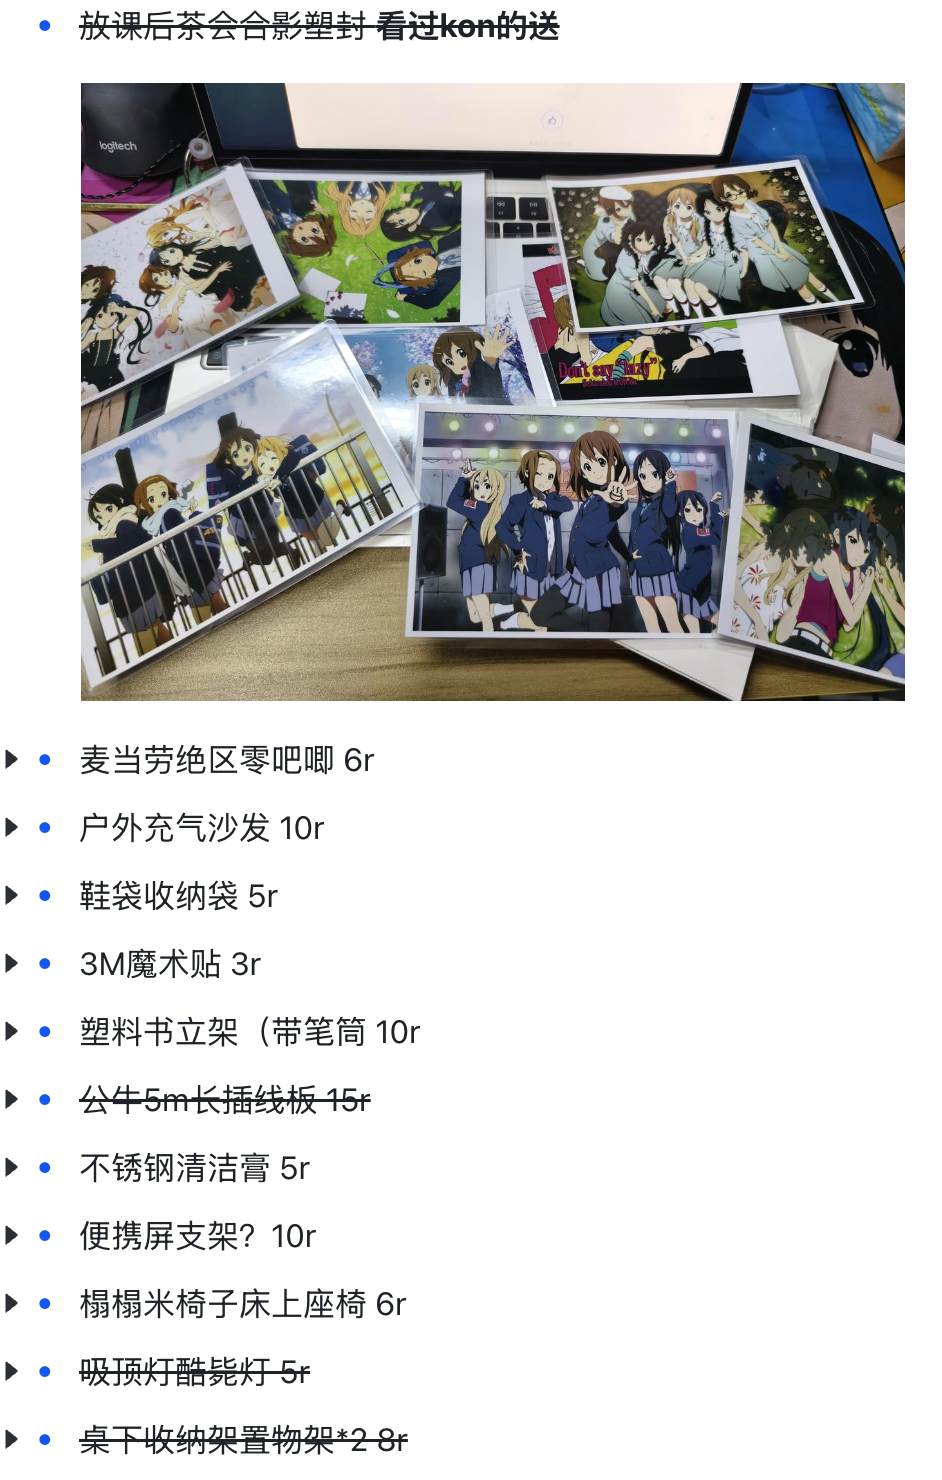 放课后茶会合影塑封 看过kon的送
logitech
Don't say "lazy"
麦当劳绝区零吧唧 6r
户外充气沙发 10r
鞋袋收纳袋 5r
3M魔术贴 3r
塑料书立架（带笔筒 10r
公牛5m长插线板 15r
不锈钢清洁膏 5r
便携屏支架？10r
榻榻米椅子床上座椅 6r
吸顶灯酷毙灯 5r
桌下收纳架置物架*2 8r